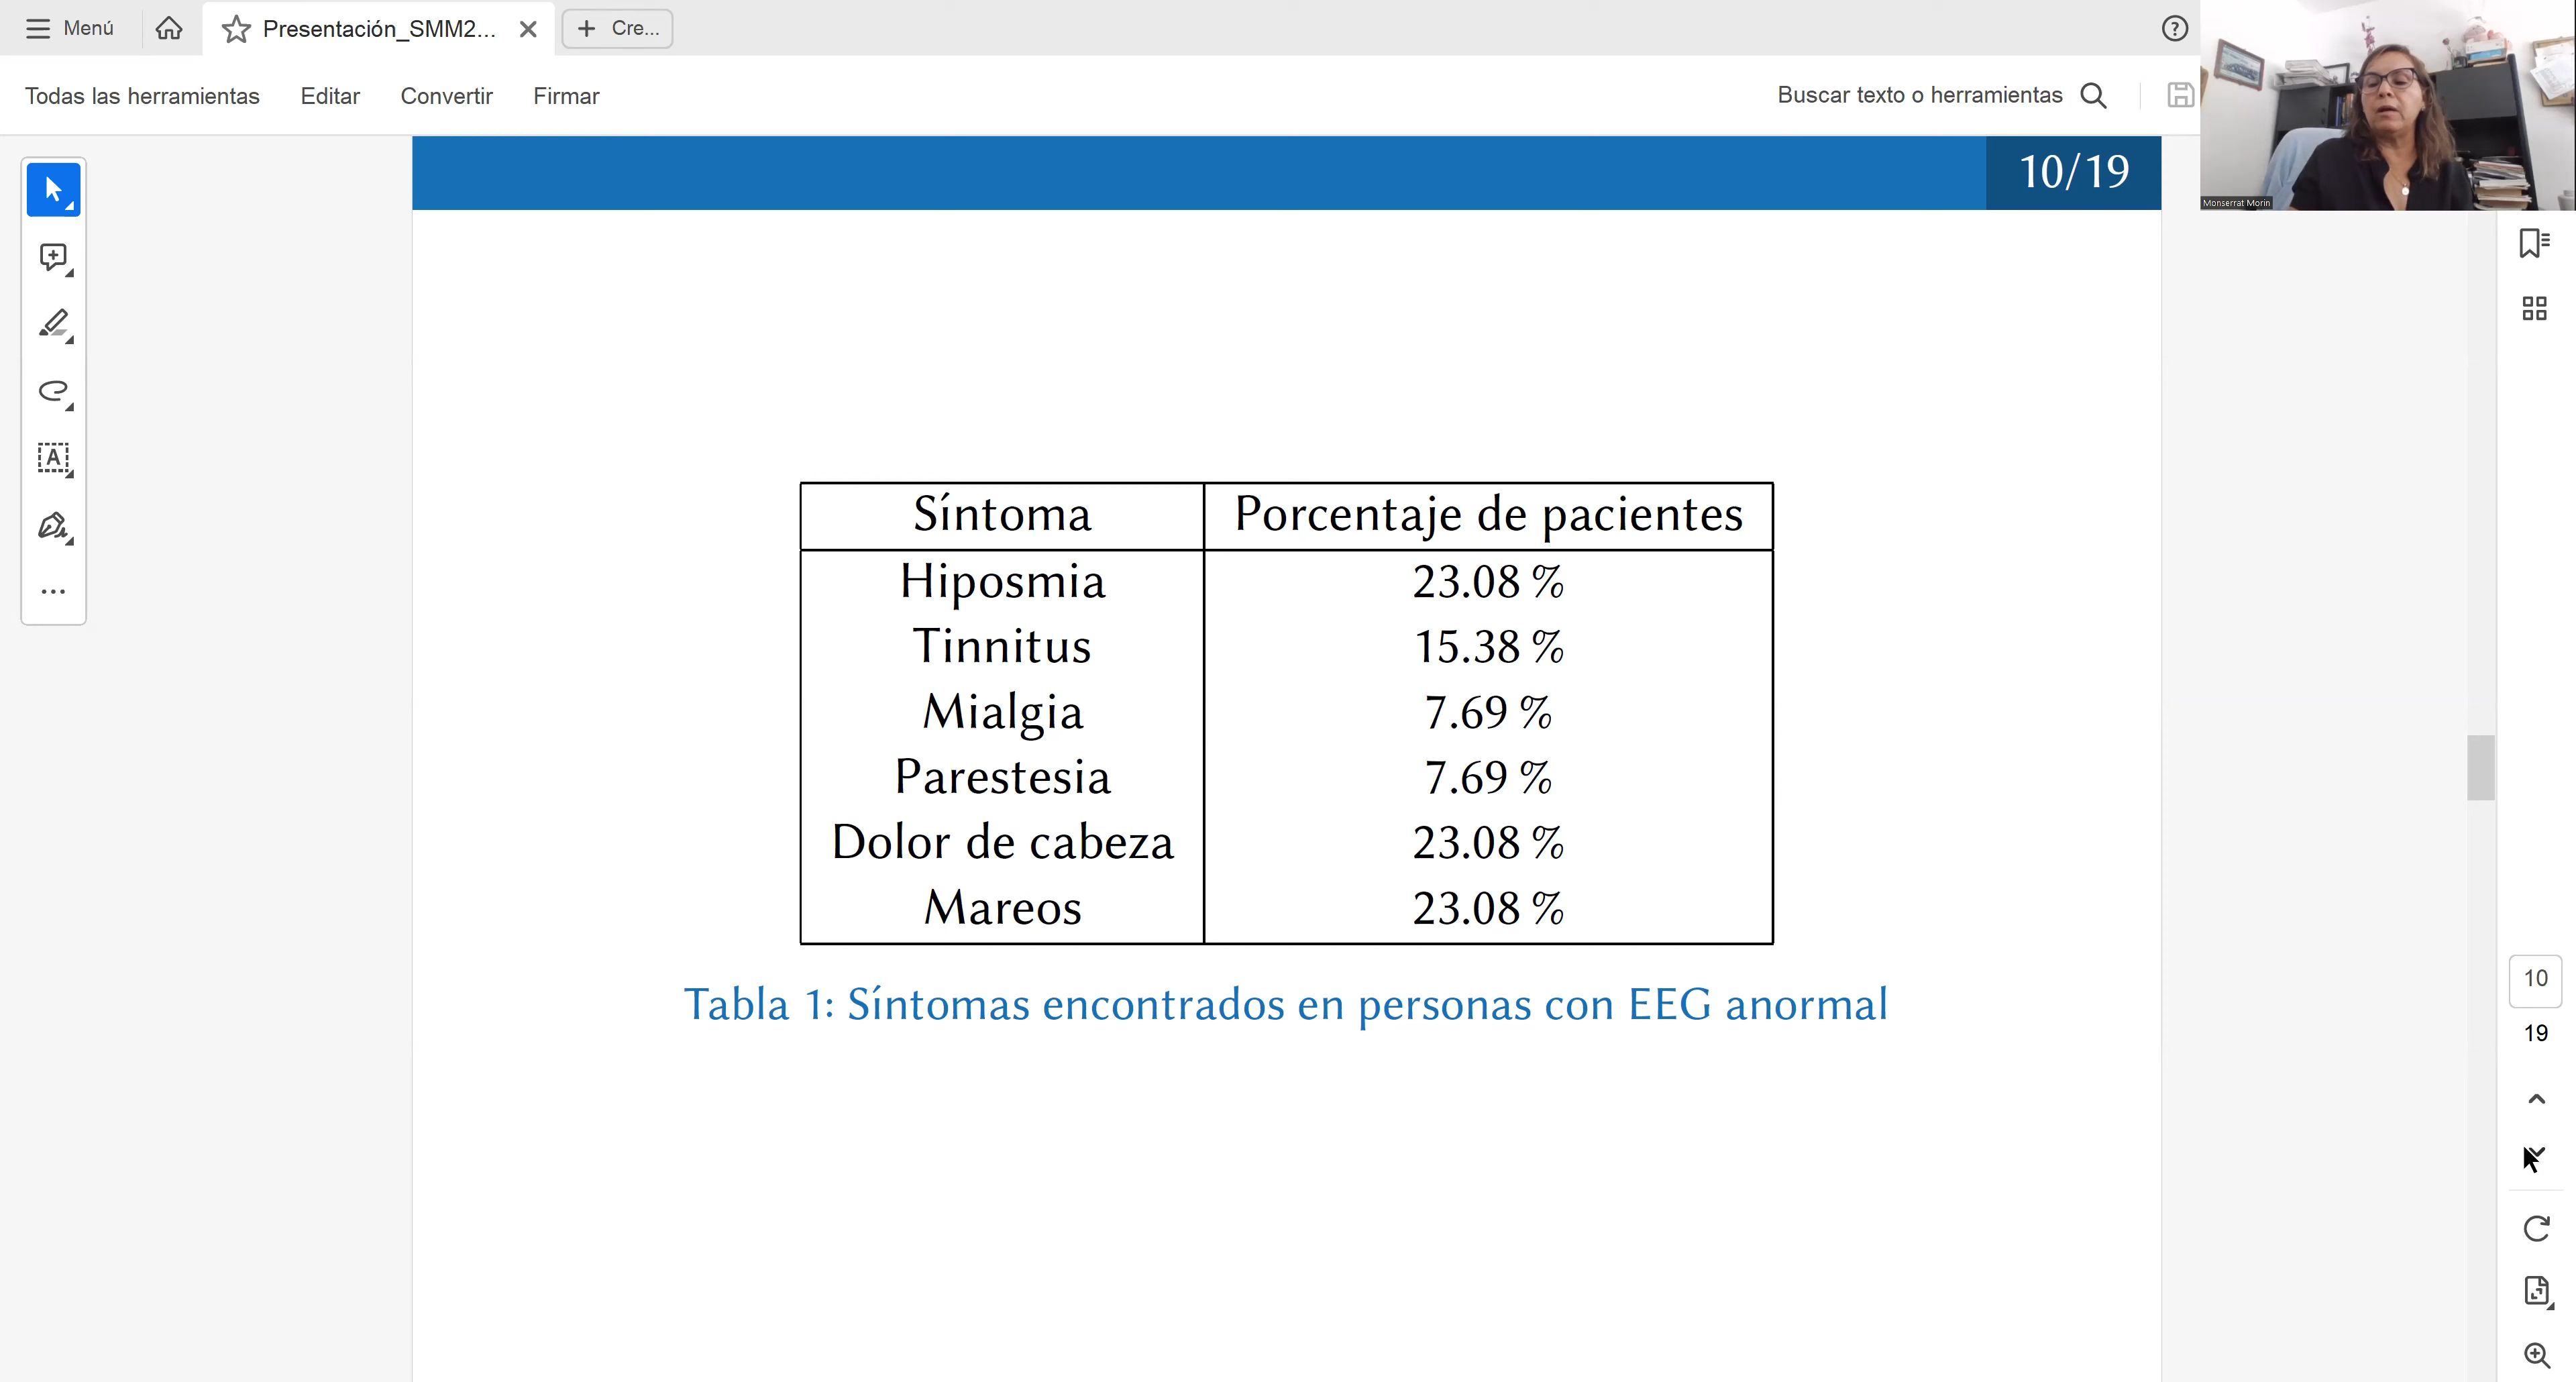 Menú
Presentación_SMM2...
Cre...
Todas las herramientas Editar Convertir Firmar
Buscar texto o herramientas
Monserrat Morin
10/19
Síntoma Porcentaje de pacientes
Hiposmia 23.08 %
Tinnitus 15.38 %
Mialgia 7.69 %
Parestesia 7.69 %
Dolor de cabeza 23.08 %
Mareos 23.08 %
Tabla 1: Síntomas encontrados en personas con EEG anormal
10
19